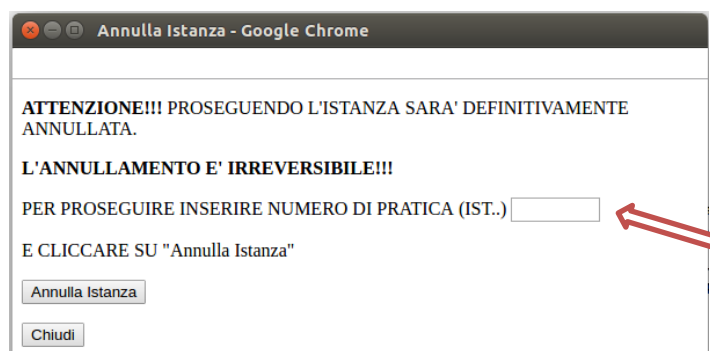 Annulla Istanza - Google Chrome
ATTENZIONE!!! PROSEGUENDO L'ISTANZA SARA' DEFINITIVAMENTE
ANNULLATA.
L'ANNULLAMENTO E' IRREVERSIBILE!!!
PER PROSEGUIRE INSERIRE NUMERO DI PRATICA (IST..)
E CLICCARE SU "Annulla Istanza"
Annulla Istanza
Chiudi